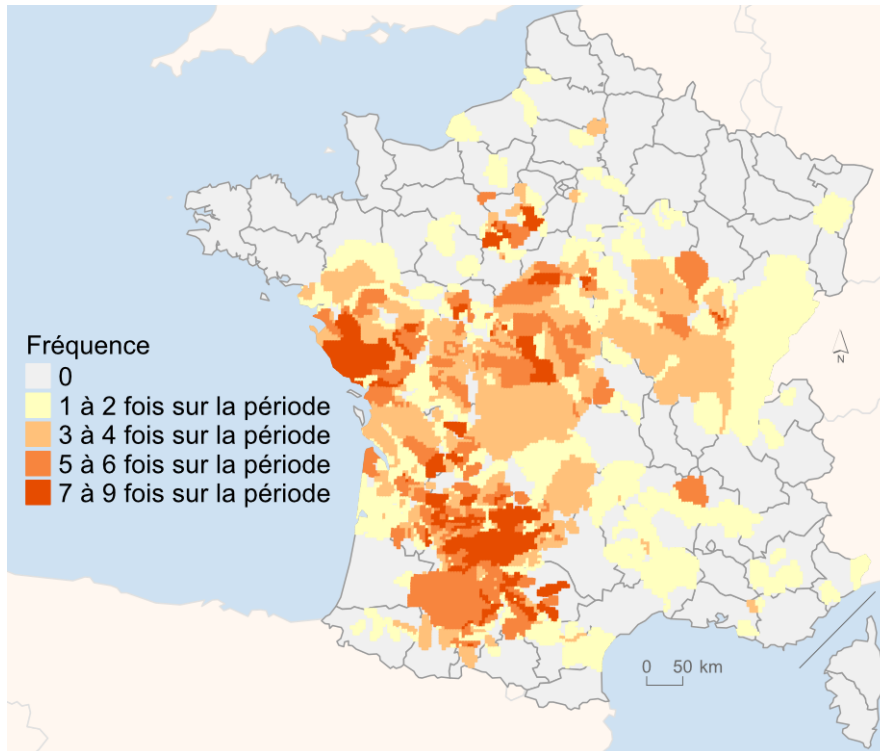 Fréquence
0
1 à 2 fois sur la période
3 à 4 fois sur la période
5 à 6 fois sur la période
7 à 9 fois sur la période
N
0 50 km